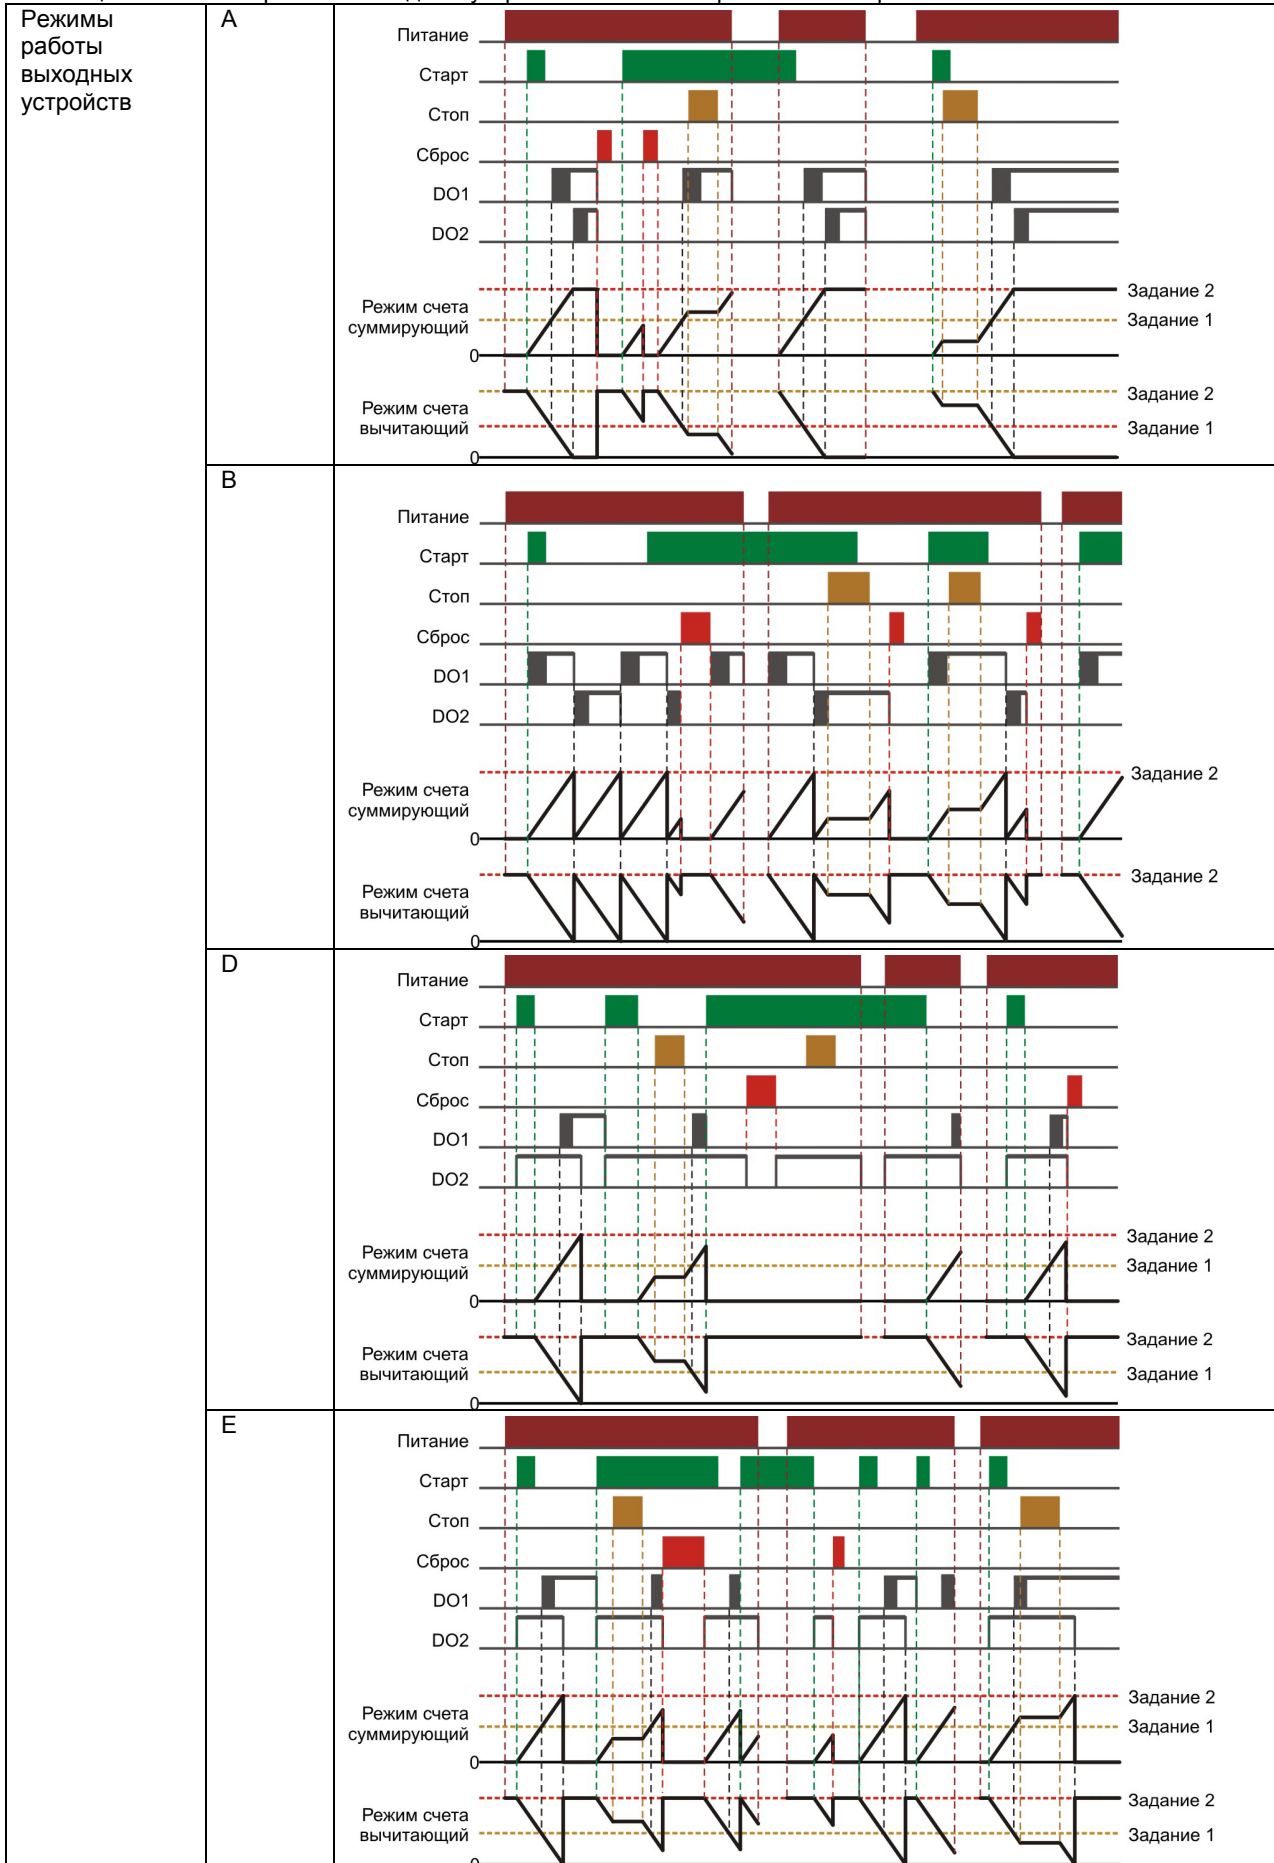 Режимы
работы
выходных
устройств
A
Питание
Старт
Стоп
Сброс
DO1
DO2
Режим счета
суммирующий
0
Задание 2
Задание 1
Режим счета
вычитающий
0
Задание 2
Задание 1
B
Питание
Старт
Стоп
Сброс
DO1
DO2
Режим счета
суммирующий
0
Задание 2
Режим счета
вычитающий
0
Задание 2
D
Питание
Старт
Стоп
Сброс
DO1
DO2
Режим счета
суммирующий
0
Задание 2
Задание 1
Режим счета
вычитающий
0
Задание 2
Задание 1
E
Питание
Старт
Стоп
Сброс
DO1
DO2
Режим счета
суммирующий
0
Задание 2
Задание 1
Режим счета
вычитающий
0
Задание 2
Задание 1